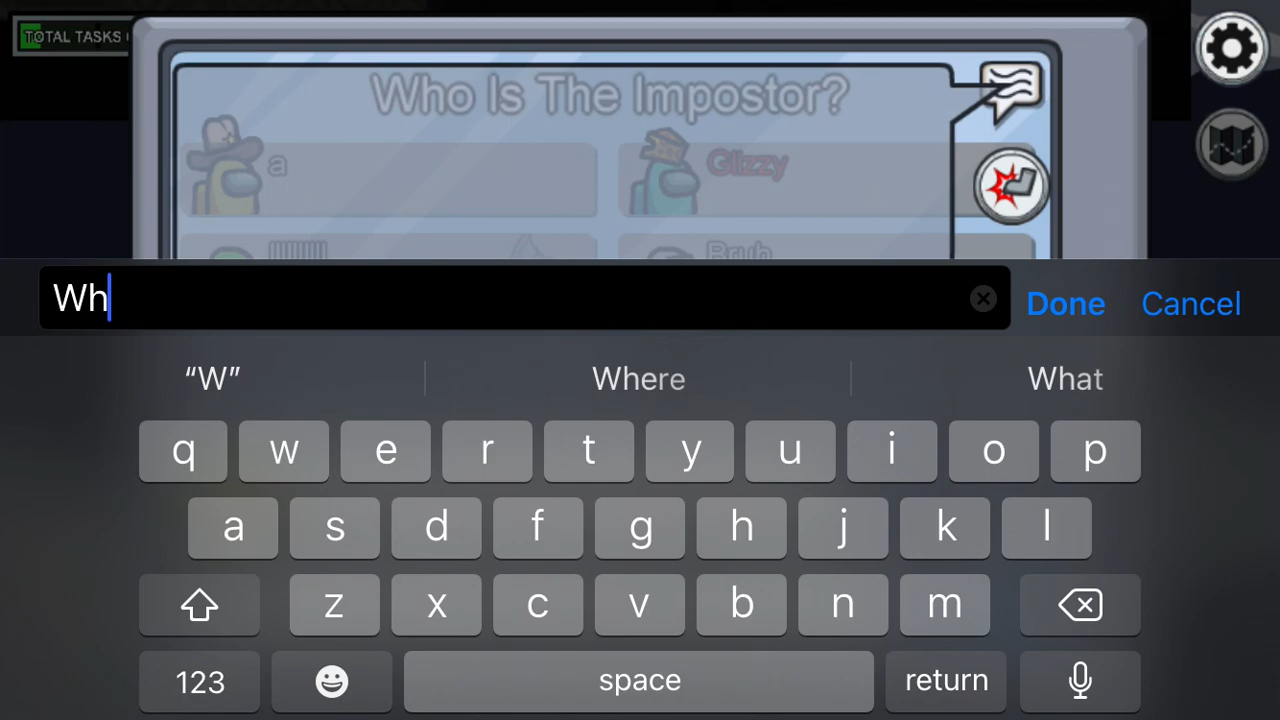 TOTAL TASKS
Who Is The Impostor?
a
Glizzy
Bruh
Wh
Done
Cancel
“W”
Where
What
q w e r t y u i o p
a s d f g h j k l
z x c v b n m
123
space
return